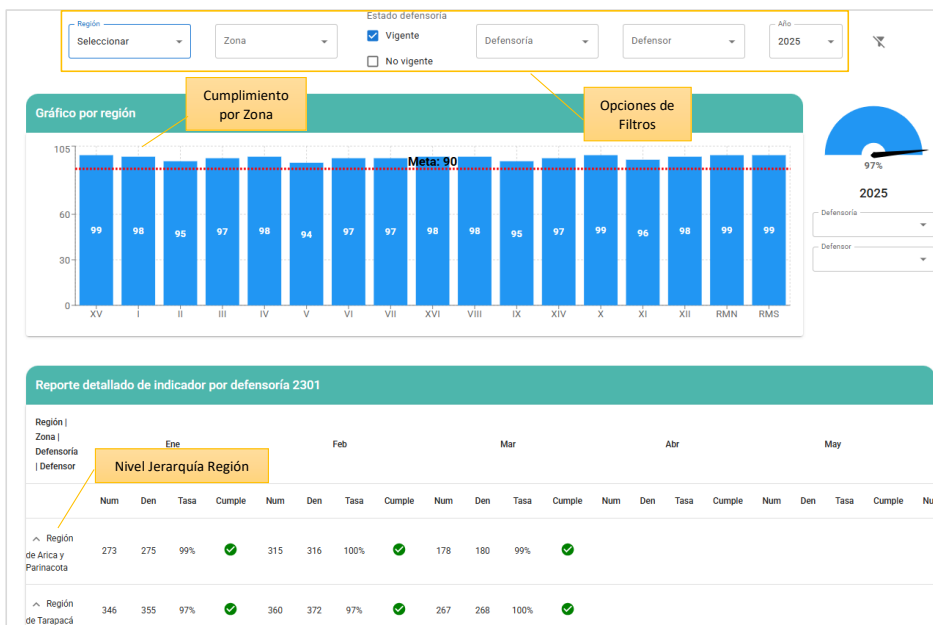 Estado defensoría
Región
Seleccionar
Zona
Vigente
No vigente
Defensoría
Defensor
Año
2025
Cumplimiento
por Zona
Opciones de
Filtros
Gráfico por región
105
60
30
0
Meta: 90
99 98 95 97 98 94 97 97 98 98 95 97 99 96 98 99 99
XV I II III IV V VI VII XVI VIII IX XIV X XI XII RMN RMS
97%
2025
Defensoría
Defensor
Reporte detallado de indicador por defensoría 2301
Región |
Zona |
Defensoría
| Defensor
Ene Feb Mar Abr May
Nivel Jerarquía Región
Num Den Tasa Cumple Num Den Tasa Cumple Num Den Tasa Cumple Num Den Tasa Cumple Num Den Tasa Cumple Nu
Región
de Arica y
Parinacota
273 275 99% 315 316 100% 178 180 99%
Región
de Tarapacá
346 355 97% 360 372 97% 267 268 100%